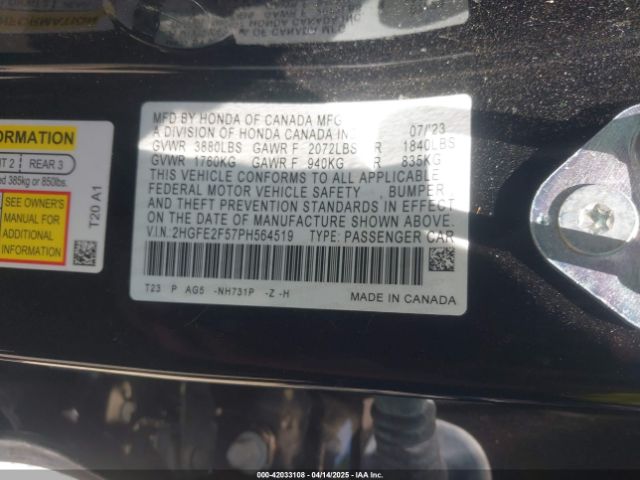 ORMATION
REAR 3
385kg or 850lbs.
SEE OWNER'S
MANUAL FOR
ADDITIONAL
INFORMATION
T20 A1
MFD BY HONDA OF CANADA MFG
A DIVISION OF HONDA CANADA INC 07/'23
GVWR 3880LBS GAWR F 2072LBS R 1840LBS
GVWR 1760KG GAWR F 940KG R 835KG
THIS VEHICLE CONFORMS TO ALL APPLICABLE
FEDERAL MOTOR VEHICLE SAFETY BUMPER
AND THEFT PREVENTION STANDARDS IN EFFECT
ON THE DATE OF MANUFACTURE SHOWN ABOVE.
V.I.N. 2HGFE2F57PH564519 TYPE: PASSENGER CAR
T23 P AG5 -NH731P -Z -H
MADE IN CANADA
000-42033108 - 04/14/2025 - IAA Inc.